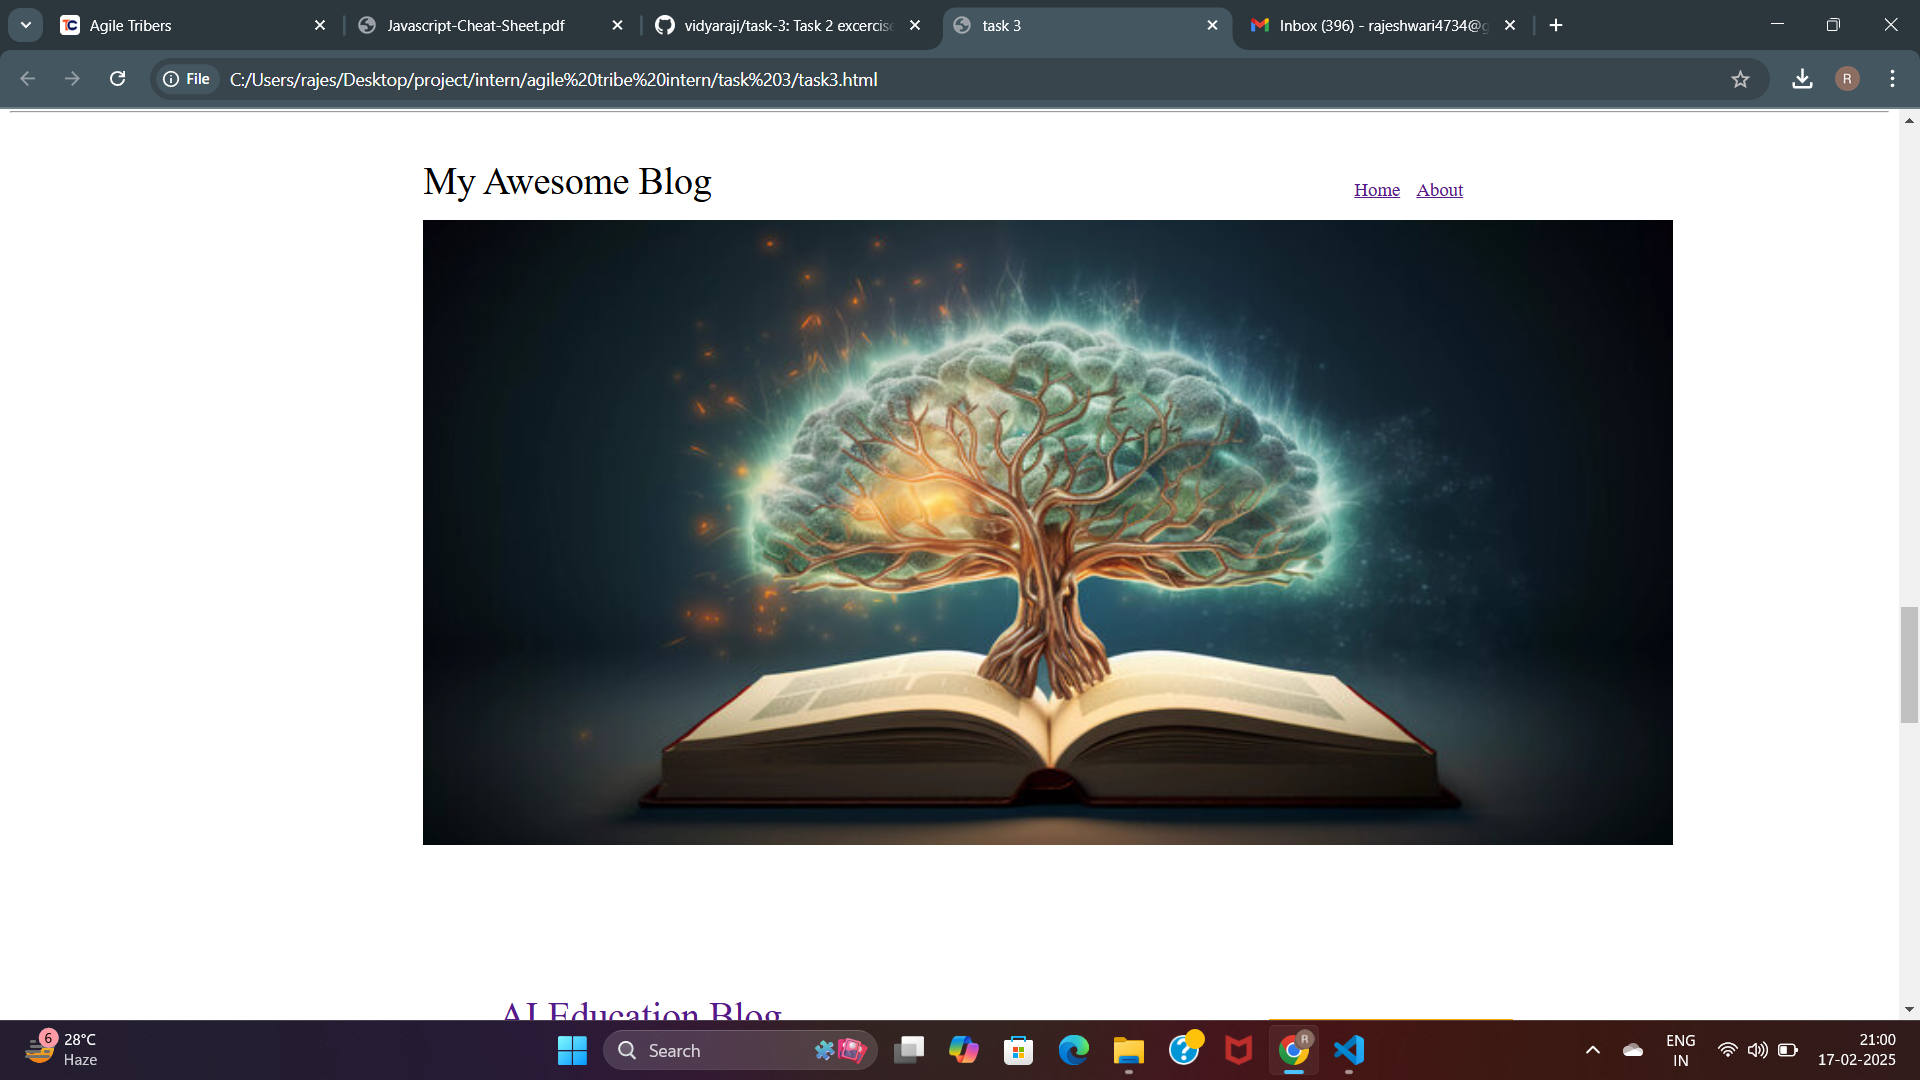 Agile Tribers
Javascript-Cheat-Sheet.pdf
vidyaraji/task-3: Task 2 excercise
task 3
Inbox (396) - rajeshwari4734@g
File
C:/Users/rajes/Desktop/project/intern/agile%20tribe%20intern/task%203/task3.html
R
My Awesome Blog
Home About
AI Education Blog
6
28°C
Haze
Search
R
ENG
IN
21:00
17-02-2025